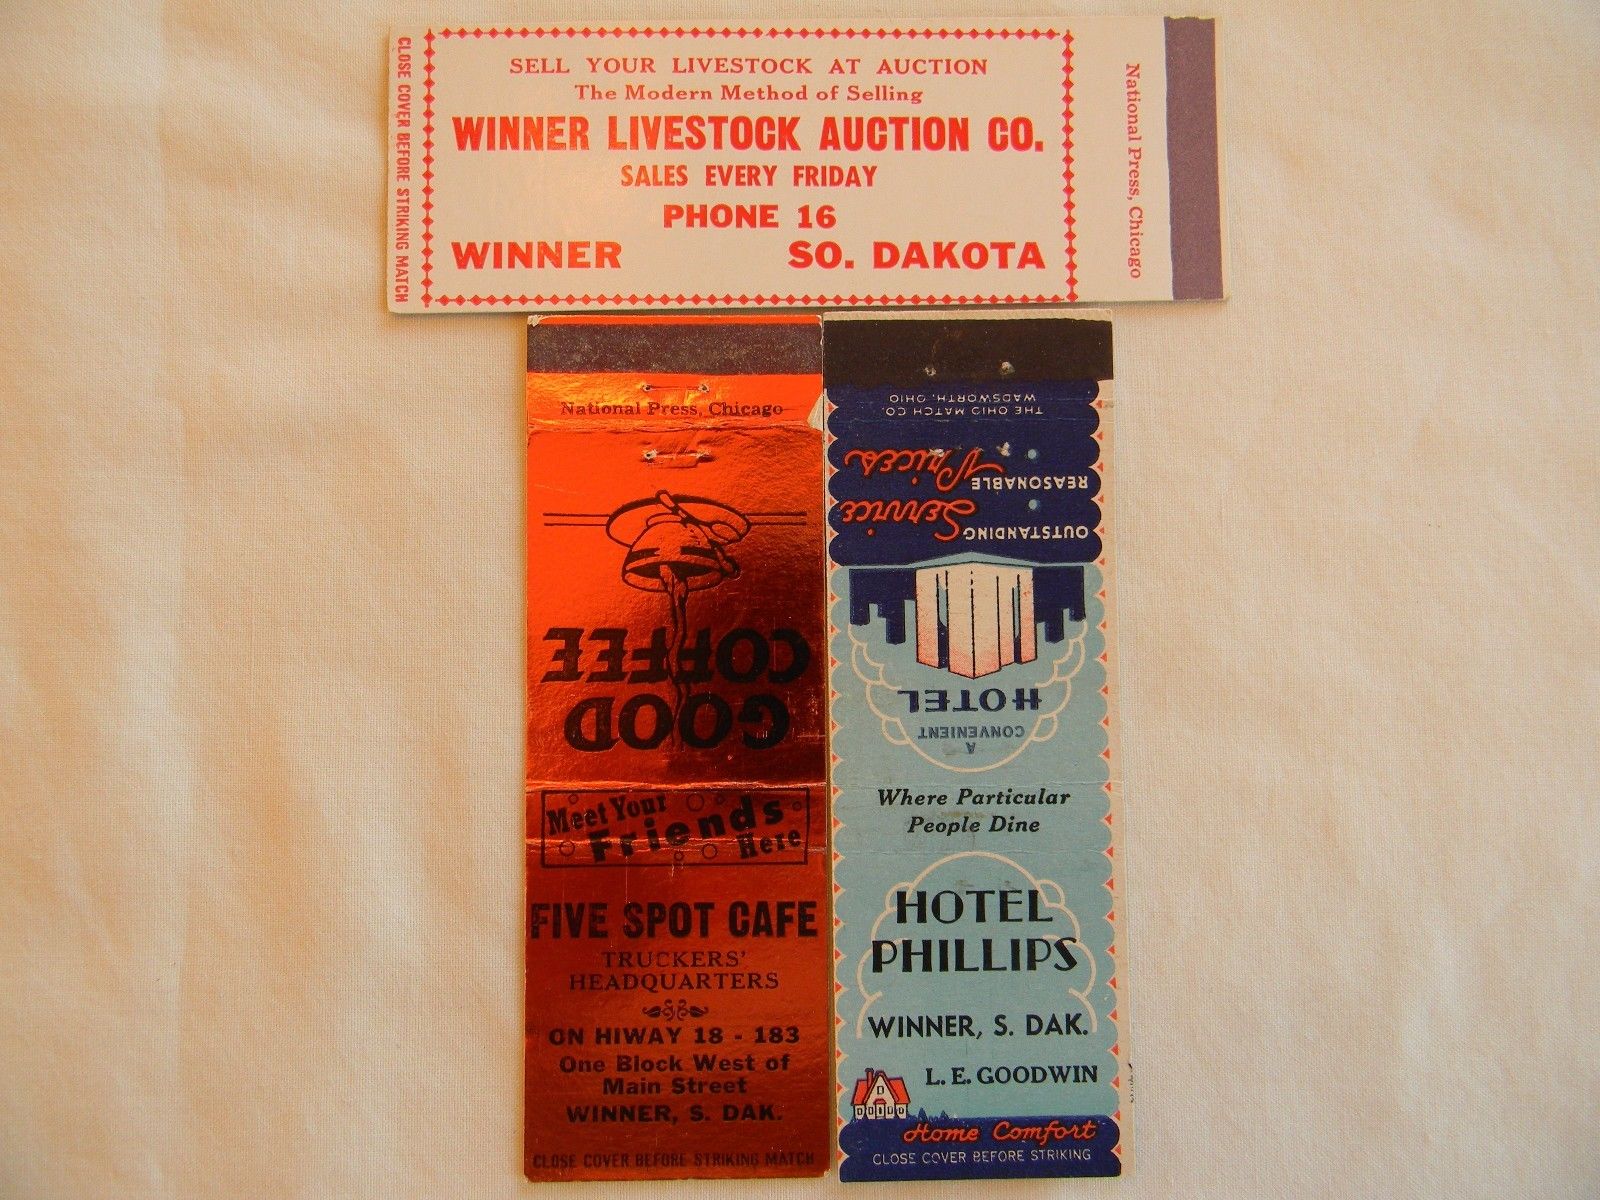 CLOSE COVER BEFORE STRIKING MATCH
SELL YOUR LIVESTOCK AT AUCTION
The Modern Method of Selling
WINNER LIVESTOCK AUCTION CO.
SALES EVERY FRIDAY
PHONE 16
WINNER SO. DAKOTA
National Press, Chicago
National Press, Chicago
GOOD
COFFEE
Meet Your
Friends
Here
FIVE SPOT CAFE
TRUCKERS'
HEADQUARTERS
ON HIWAY 18 - 183
One Block West of
Main Street
WINNER, S. DAK.
CLOSE COVER BEFORE STRIKING MATCH
A
CONVENIENT
HOTEL
OUTSTANDING Service
REASONABLE Prices
THE OHIO MATCH CO.
WADSWORTH, OHIO
Where Particular
People Dine
HOTEL
PHILLIPS
WINNER, S. DAK.
L. E. GOODWIN
Home Comfort
CLOSE COVER BEFORE STRIKING